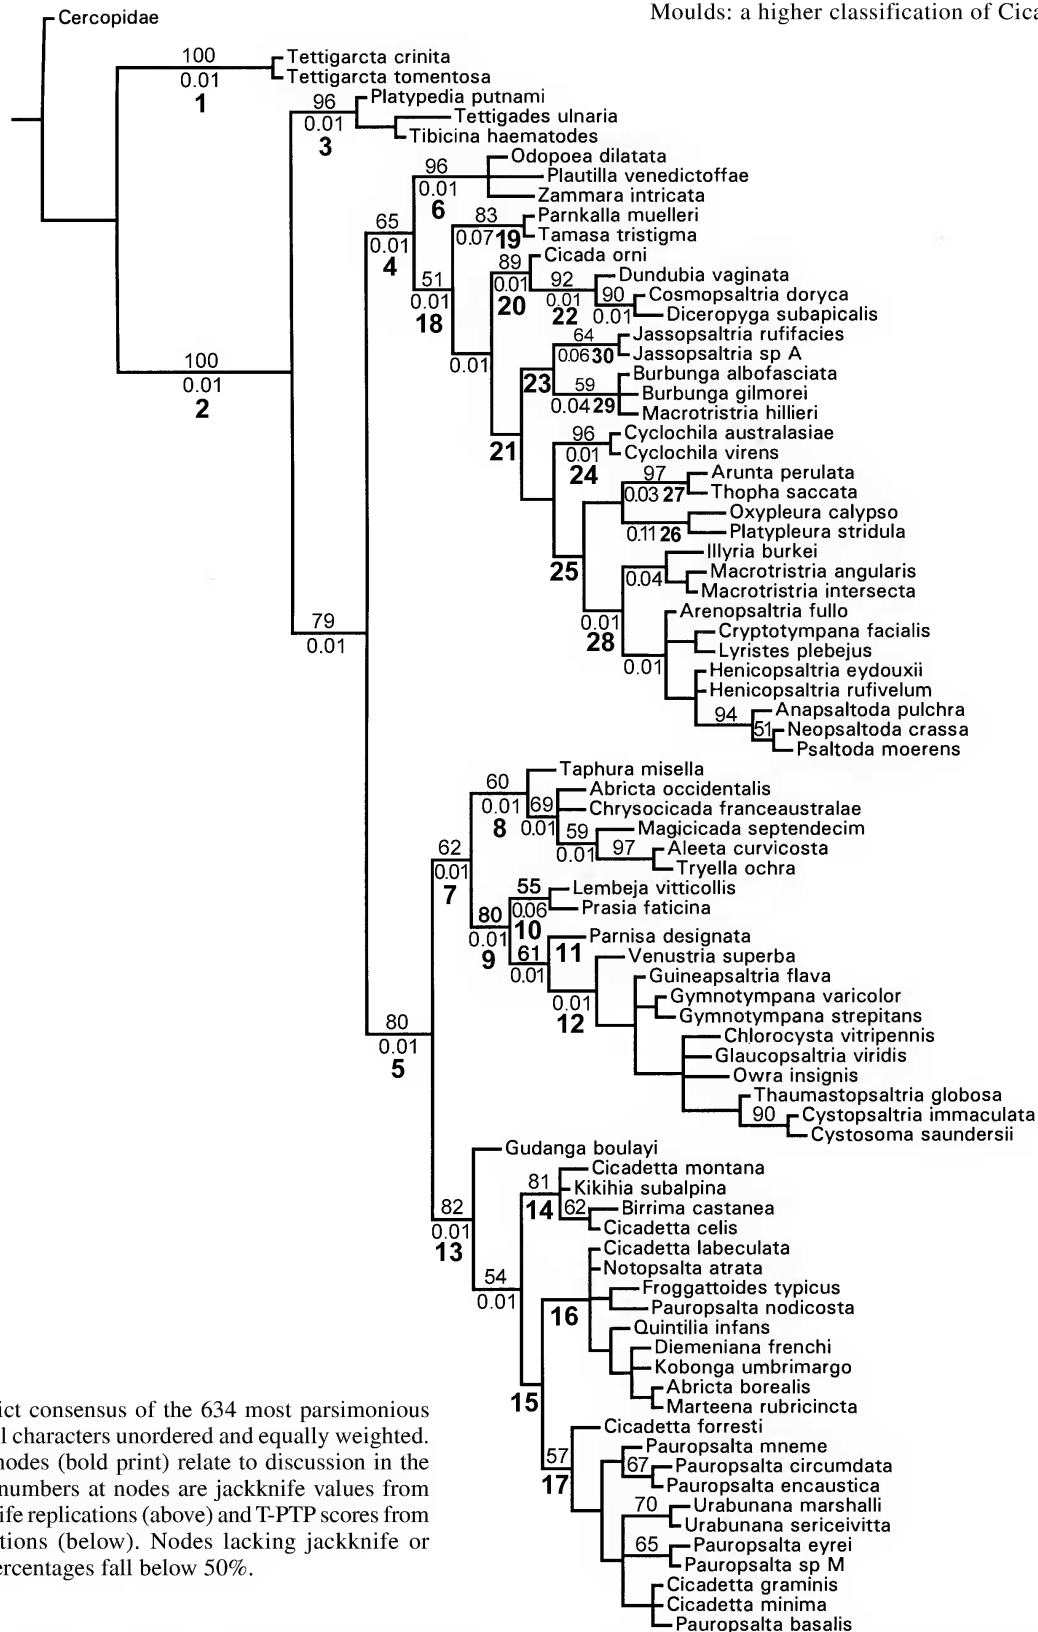 Moulds: a higher classification of Cica
Cercopidae
100
Tettigarcta crinita
0.01
Tettigarcta tomentosa
1
96
Platypedia putnami
0.01
Tettigades ulnaria
3
Tibicina haematodes
96
Odopoea dilatata
0.01
Plautilla venedictoffae
6
Zammara intricata
65
0.01
4
83
Parnkalla muelleri
0.07 19
Tamasa tristigma
51
0.01
18
89
Cicada orni
0.01
20
92
Dundubia vaginata
0.01
22
90
Cosmopsaltria doryca
0.01
Diceropyga subapicalis
0.01
64
Jassopsaltria rufifacies
0.06 30
Jassopsaltria sp A
23
59
Burbunga albofasciata
Burbunga gilmorei
0.04 29
Macrotristria hillieri
100
0.01
2
21
96
Cyclochila australasiae
0.01
Cyclochila virens
24
97
Arunta perulata
0.03 27
Thopha saccata
Oxypleura calypso
0.11 26
Platypleura stridula
25
Illyria burkei
0.04
Macrotristria angularis
Macrotristria intersecta
0.01
28
Arenopsaltria fullo
Cryptotympana facialis
0.01
Lyristes plebejus
Henicopsaltria eydouxii
Henicopsaltria rufivelum
94
Anapsaltoda pulchra
51
Neopsaltoda crassa
Psaltoda moerens
79
0.01
60
Taphura misella
0.01
8
69
Abricta occidentalis
0.01
Chrysocicada franceaustralae
59
Magicicada septendecim
0.01
97
Aleeta curvicosta
Tryella ochra
62
0.01
7
55
Lembeja vitticollis
0.06
Prasia faticina
10
80
0.01
9
61
0.01
11
Parnisa designata
Venustria superba
0.01
12
Guineapsaltria flava
Gymnotympana varicolor
Gymnotympana strepitans
Chlorocysta vitripennis
Glaucopsaltria viridis
Owra insignis
Thaumastopsaltria globosa
90
Cystopsaltria immaculata
Cystosoma saundersii
80
0.01
5
Gudanga boulayi
82
0.01
13
81
Cicadetta montana
14
Kikihia subalpina
62
Birrima castanea
Cicadetta celis
54
0.01
Cicadetta labeculata
Notopsalta atrata
16
Froggattoides typicus
Pauropsalta nodicosta
Quintilia infans
Diemeniana frenchi
Kobonga umbrimargo
Abricta borealis
Marteena rubricincta
15
Cicadetta forresti
57
17
Pauropsalta mneme
67
Pauropsalta circumdata
Pauropsalta encaustica
70
Urabunana marshalli
Urabunana sericeivitta
65
Pauropsalta eyrei
Pauropsalta sp M
Cicadetta graminis
Cicadetta minima
Pauropsalta basalis
ict consensus of the 634 most parsimonious
l characters unordered and equally weighted.
nodes (bold print) relate to discussion in the
numbers at nodes are jackknife values from
ife replications (above) and T-PTP scores from
tions (below). Nodes lacking jackknife or
ercentages fall below 50%.